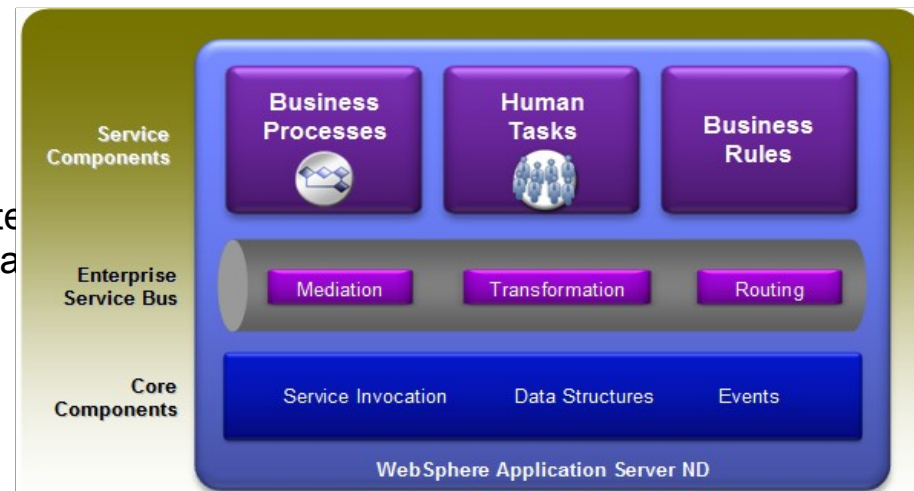 Business
Processes
Human
Tasks
Business
Rules
Service
Components
Enterprise
Service Bus
Mediation
Transformation
Routing
Core
Components
Service Invocation
Data Structures
Events
WebSphere Application Server ND